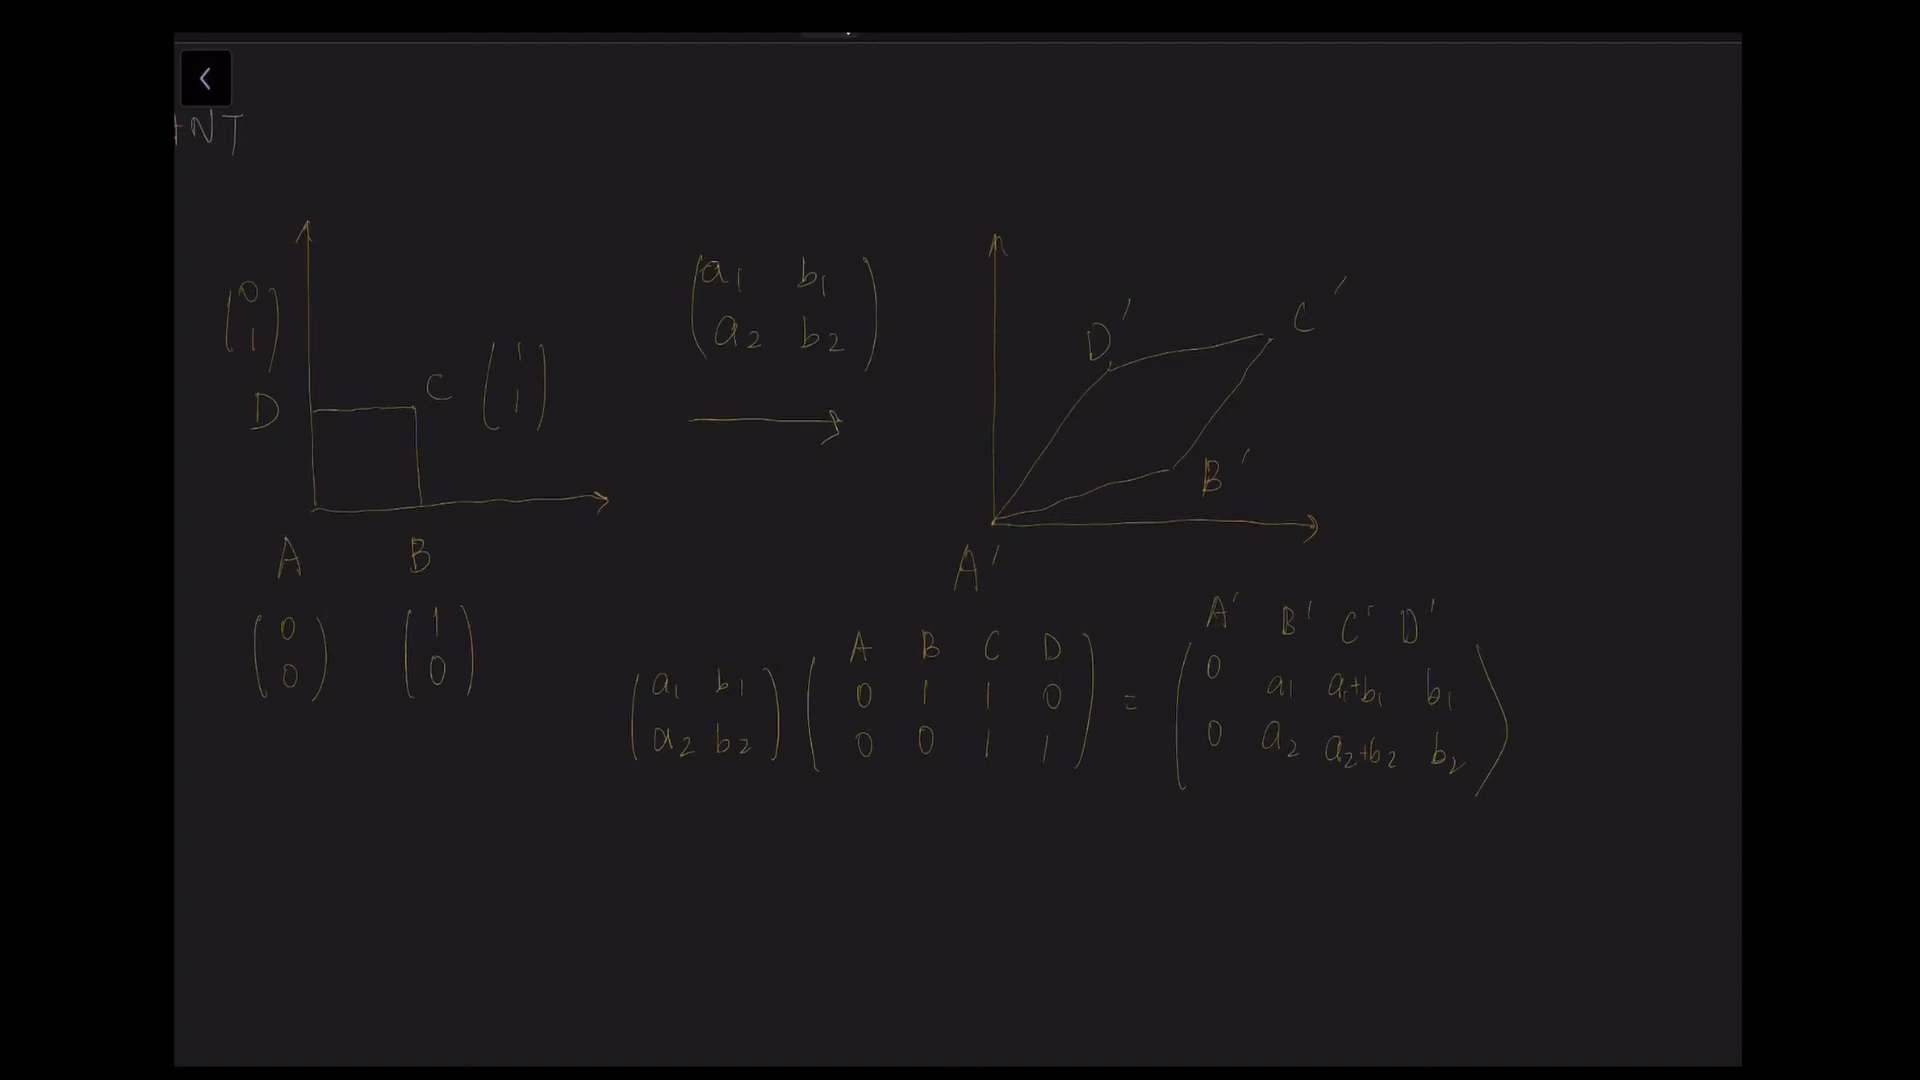 ANT
(0
1)
D
C (1
1)
A B
(0
0) (1
0)
(a1 b1
a2 b2)
D'
C'
B'
A'
(a1 b1
a2 b2) (A B C D
0 1 1 0
0 0 1 1) = (A' B' C' D'
0 a1 a1+b1 b1
0 a2 a2+b2 b2)